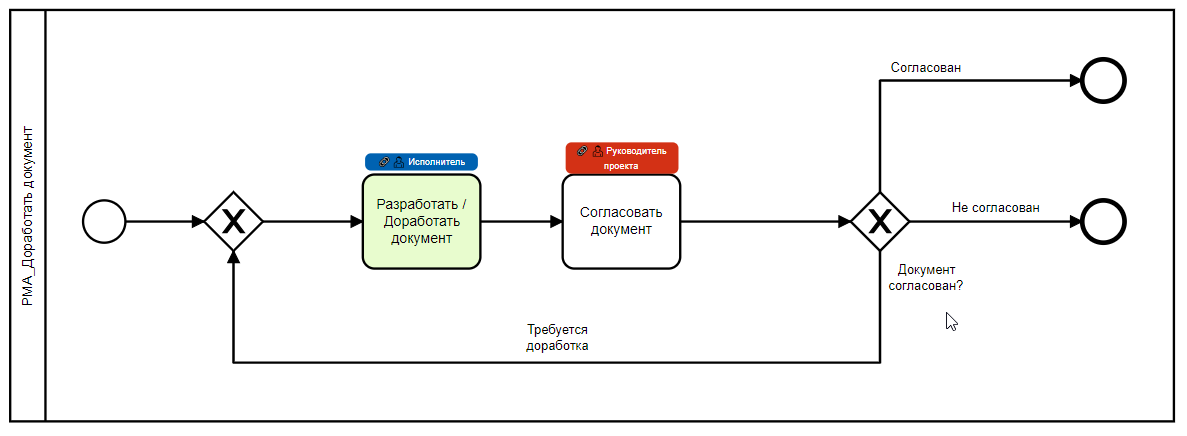 PMA_Доработать документ
Исполнитель
Разработать /
Доработать
документ
Руководитель
проекта
Согласовать
документ
Согласован
Не согласован
Документ
согласован?
Требуется
доработка